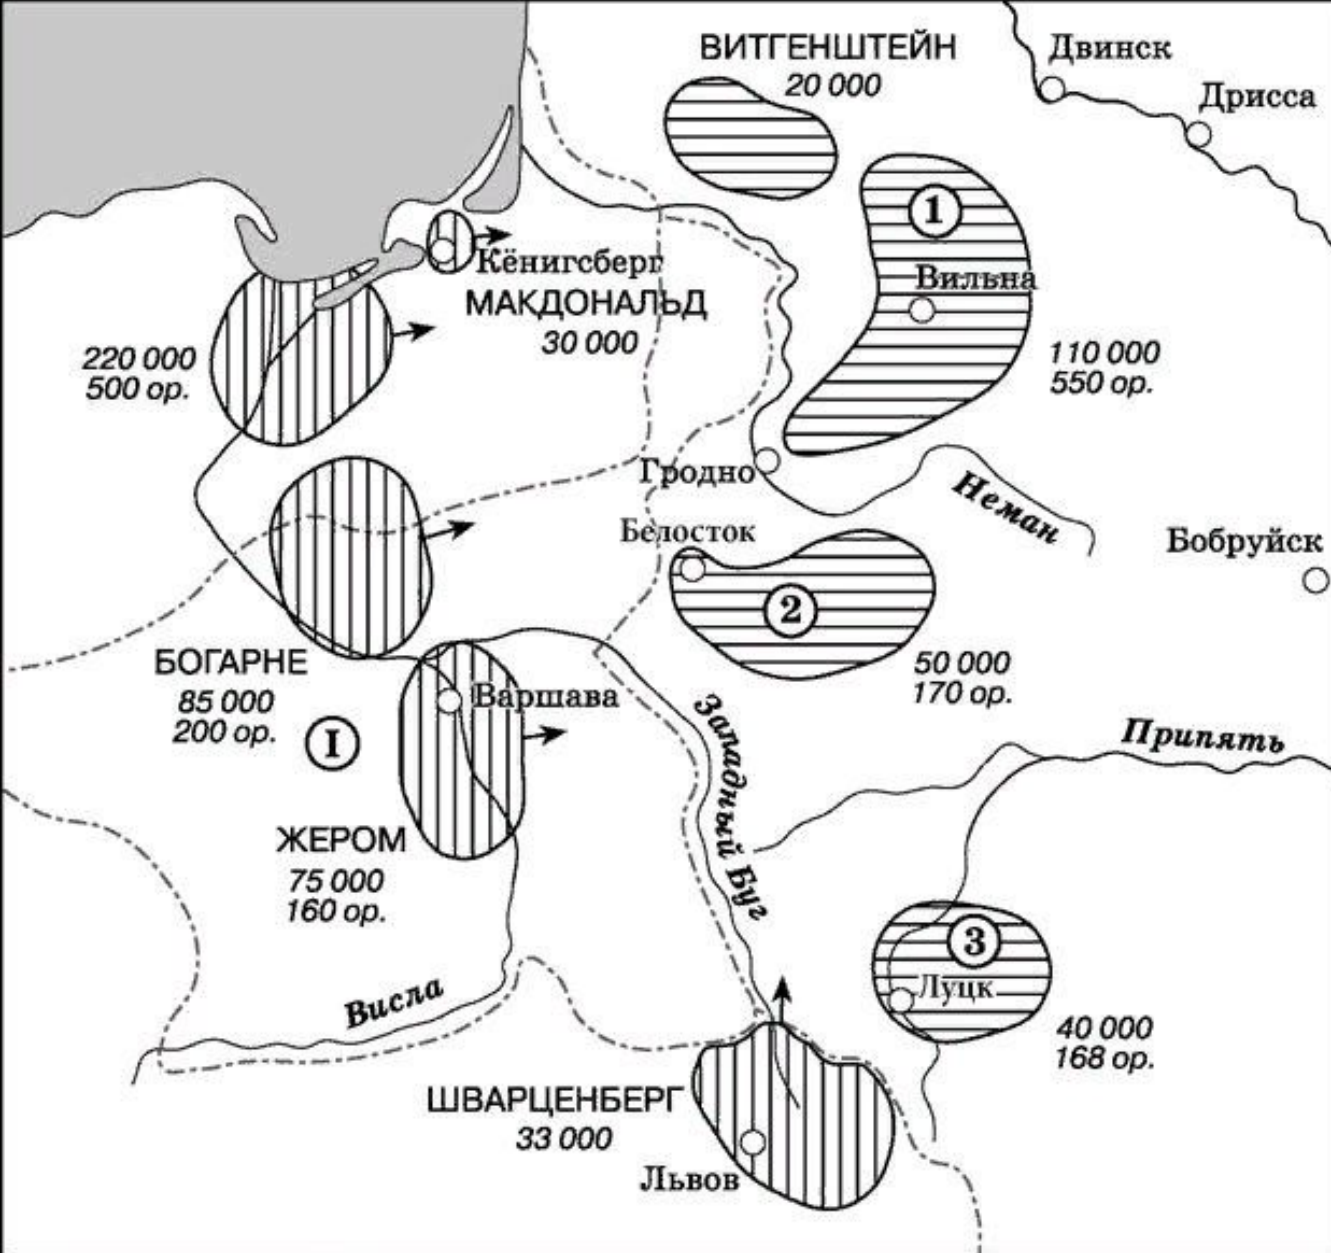 ВИТГЕНШТЕЙН
20 000
Двинск
Дрисса
1
Кёнигсберг
Вильна
МАКДОНАЛЬД
30 000
220 000
500 ор.
110 000
550 ор.
Гродно
Неман
Белосток
Бобруйск
2
БОГАРНЕ
85 000
200 ор.
50 000
170 ор.
Варшава
I
Западный Буг
Припять
ЖЕРОМ
75 000
160 ор.
3
Луцк
Висла
40 000
168 ор.
ШВАРЦЕНБЕРГ
33 000
Львов